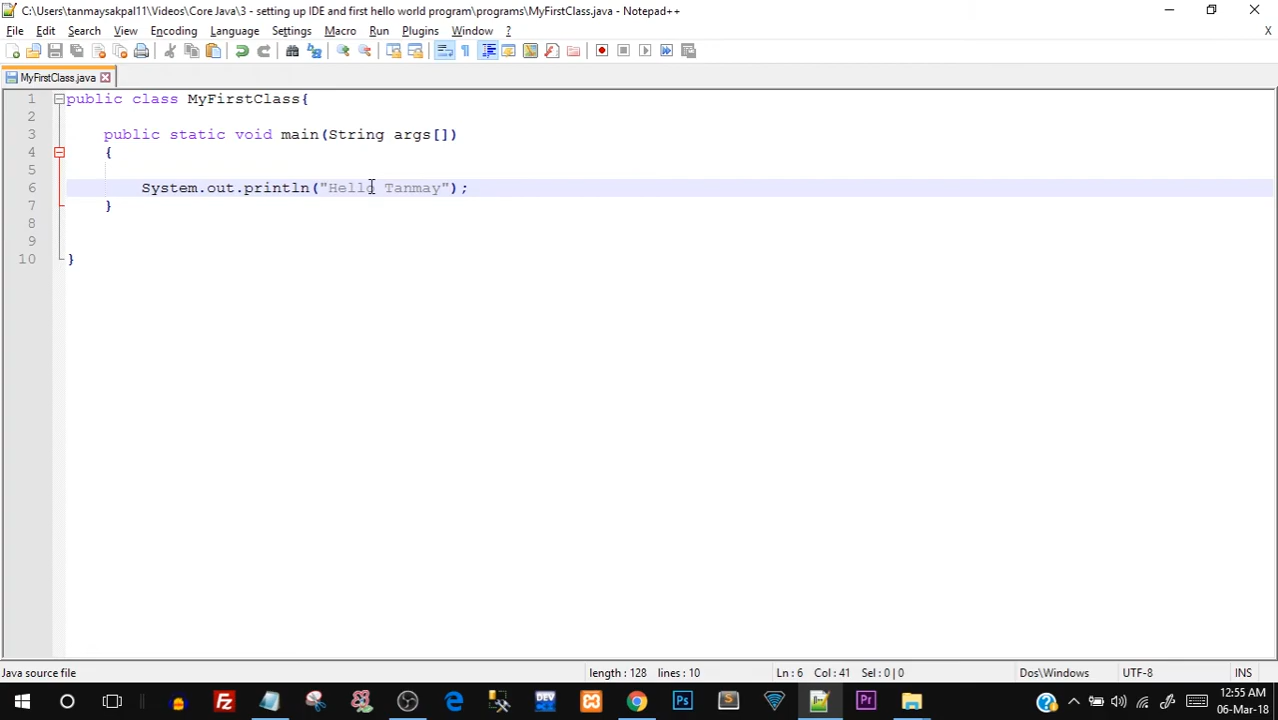 C:\Users\tanmaysakpal11\Videos\Core Java\3 - setting up IDE and first hello world program\programs\MyFirstClass.java - Notepad++
File Edit Search View Encoding Language Settings Macro Run Plugins Window ? X
MyFirstClass.java
1 public class MyFirstClass{
2
3 public static void main(String args[])
4 {
5
6 System.out.println("Hello Tanmay");
7 }
8
9
10 }
Java source file length : 128 lines : 10 Ln : 6 Col : 41 Sel : 0 | 0 Dos\Windows UTF-8 INS
Fz DEV Ps S Pr
12:55 AM
06-Mar-18